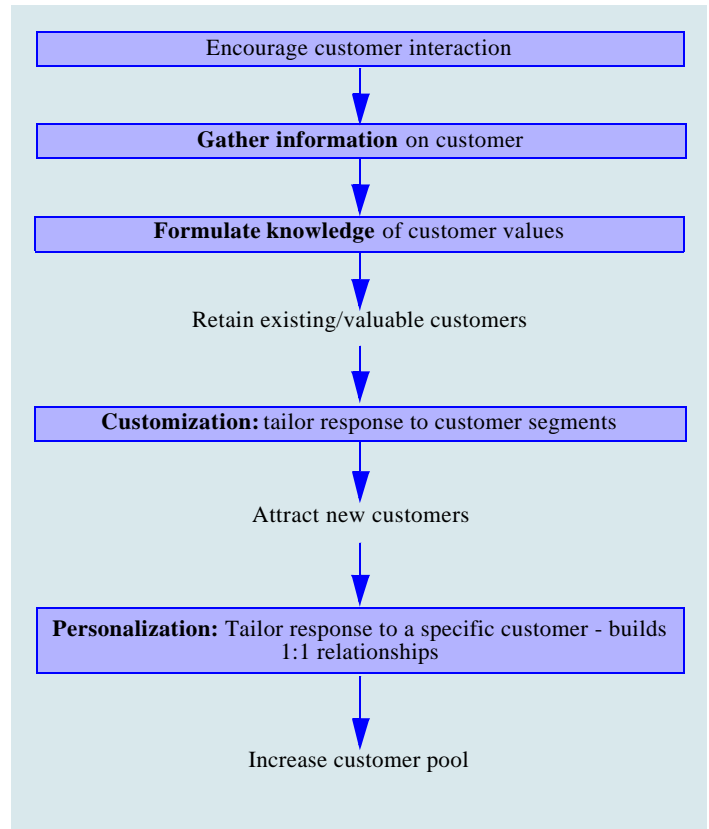 Encourage customer interaction
Gather information on customer
Formulate knowledge of customer values
Retain existing/valuable customers
Customization: tailor response to customer segments
Attract new customers
Personalization: Tailor response to a specific customer - builds
1:1 relationships
Increase customer pool